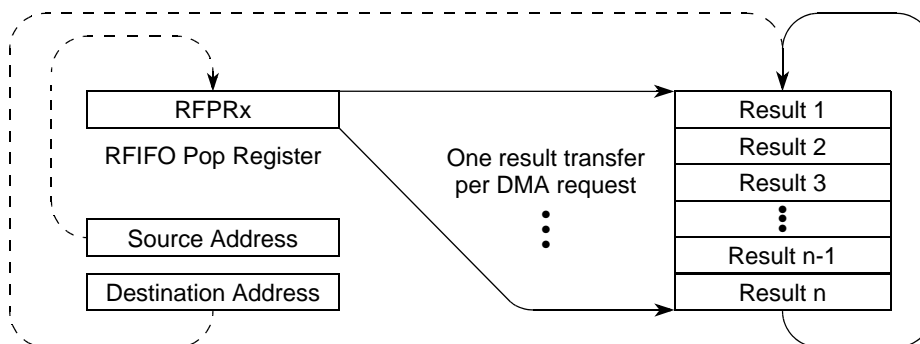 RFPRx
RFIFO Pop Register
Source Address
Destination Address
One result transfer
per DMA request
Result 1
Result 2
Result 3
Result n-1
Result n